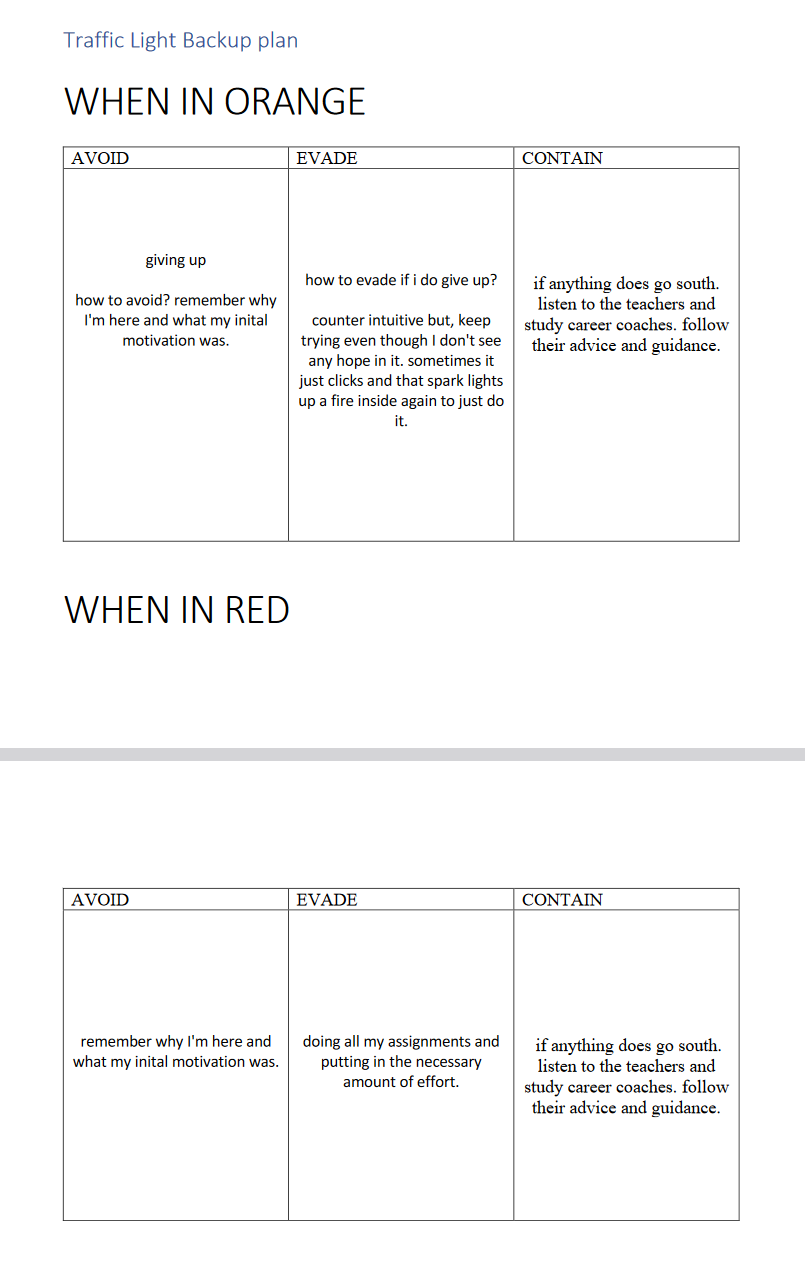 Traffic Light Backup plan
WHEN IN ORANGE
AVOID
EVADE
CONTAIN
giving up
how to avoid? remember why
I'm here and what my inital
motivation was.
how to evade if i do give up?
counter intuitive but, keep
trying even though I don't see
any hope in it. sometimes it
just clicks and that spark lights
up a fire inside again to just do
it.
if anything does go south.
listen to the teachers and
study career coaches. follow
their advice and guidance.
WHEN IN RED
AVOID
EVADE
CONTAIN
remember why I'm here and
what my inital motivation was.
doing all my assignments and
putting in the necessary
amount of effort.
if anything does go south.
listen to the teachers and
study career coaches. follow
their advice and guidance.